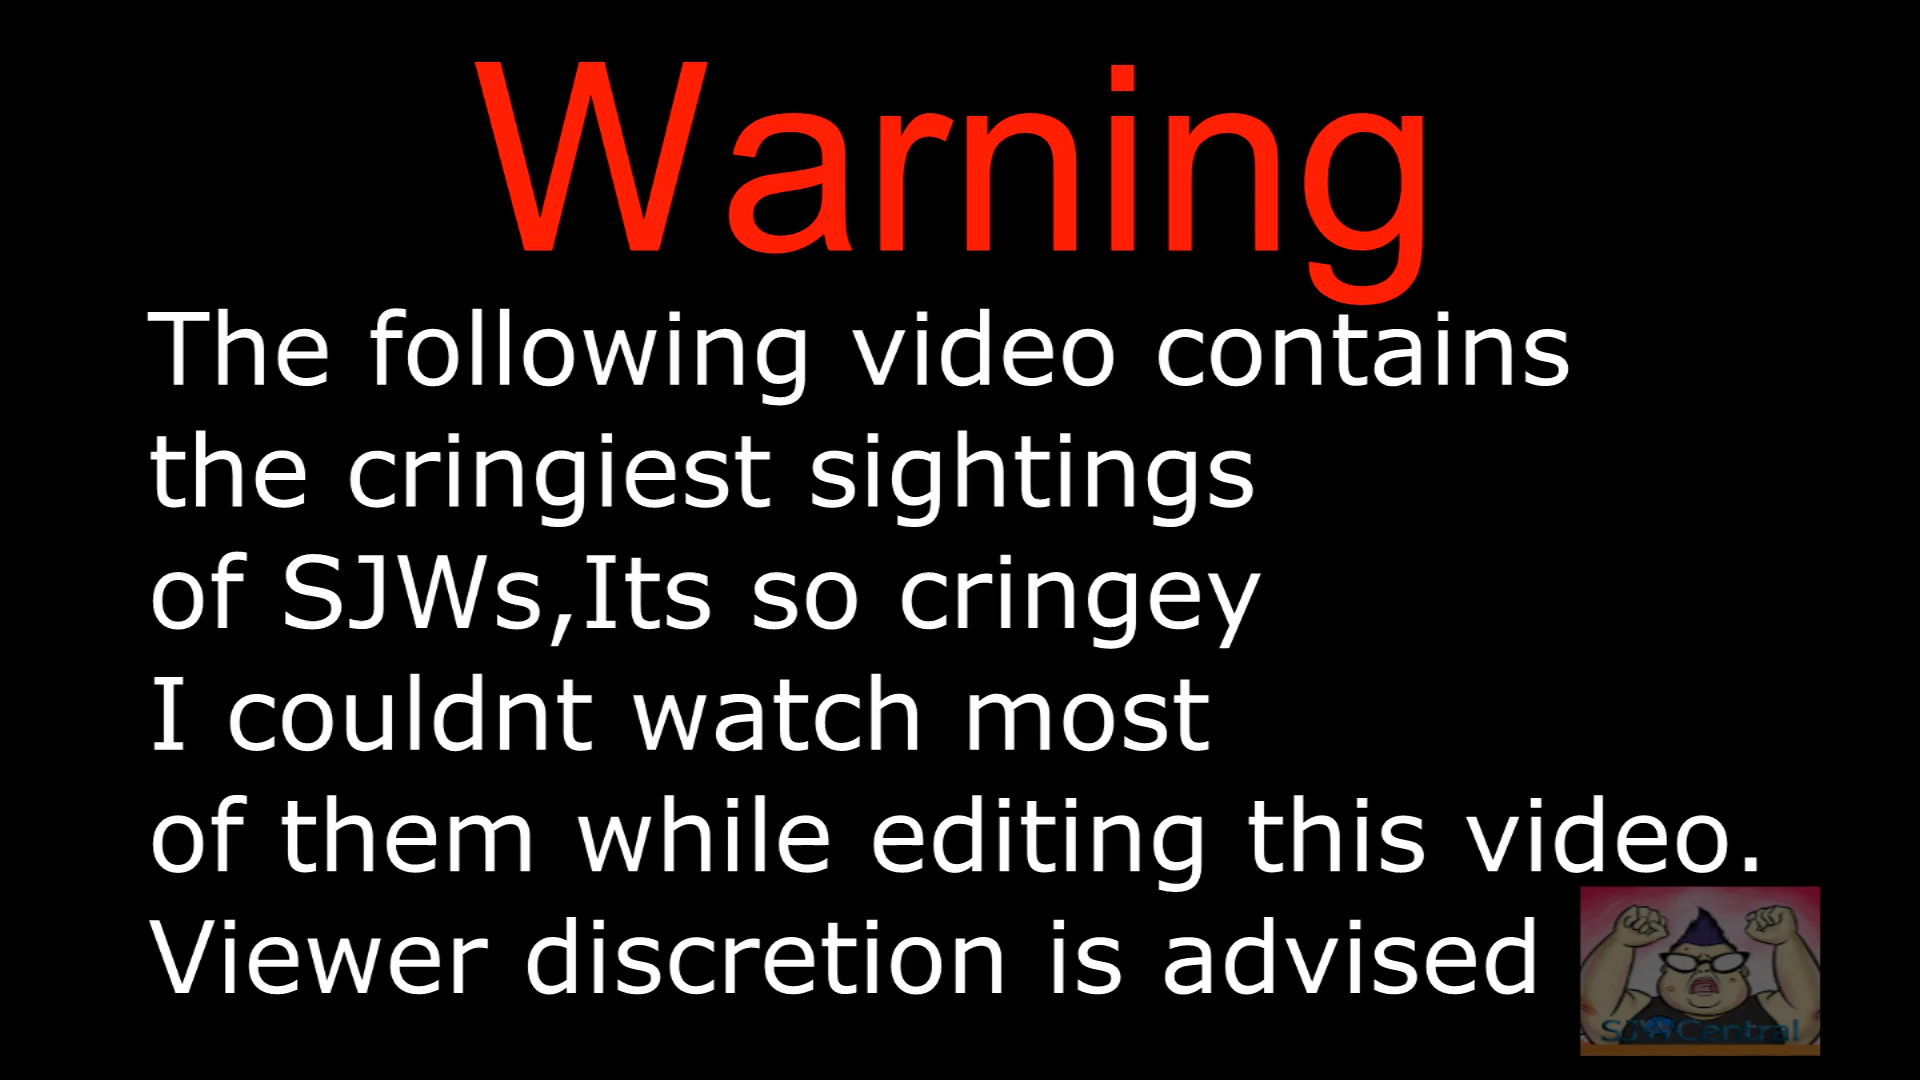 Warning
The following video contains
the cringiest sightings
of SJWs,Its so cringey
I couldnt watch most
of them while editing this video.
Viewer discretion is advised
SJWCentral